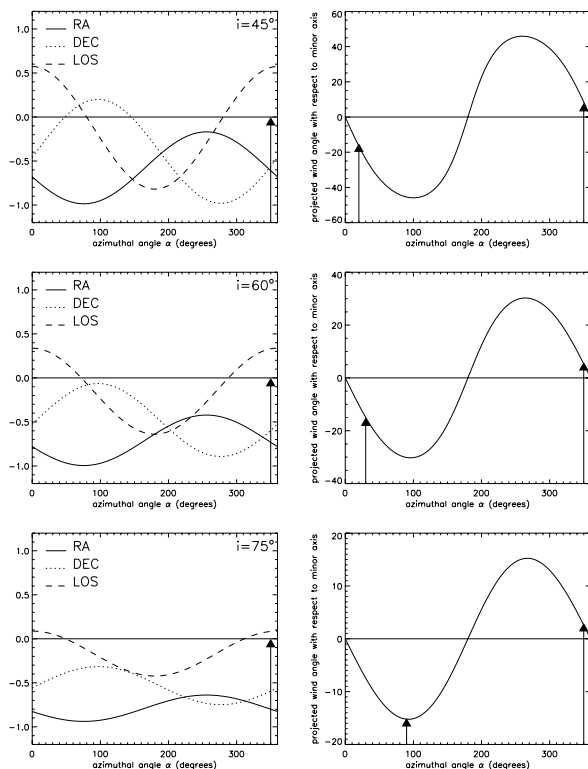 RA
DEC
LOS
i=45°
1.0
0.5
0.0
−0.5
−1.0
0 100 200 300
azimuthal angle α (degrees)
projected wind angle with respect to minor axis
60
40
20
0
−20
−40
−60
0 100 200 300
azimuthal angle α (degrees)
RA
DEC
LOS
i=60°
1.0
0.5
0.0
−0.5
−1.0
0 100 200 300
azimuthal angle α (degrees)
projected wind angle with respect to minor axis
40
20
0
−20
−40
0 100 200 300
azimuthal angle α (degrees)
RA
DEC
LOS
i=75°
1.0
0.5
0.0
−0.5
−1.0
0 100 200 300
azimuthal angle α (degrees)
projected wind angle with respect to minor axis
20
10
0
−10
−20
0 100 200 300
azimuthal angle α (degrees)